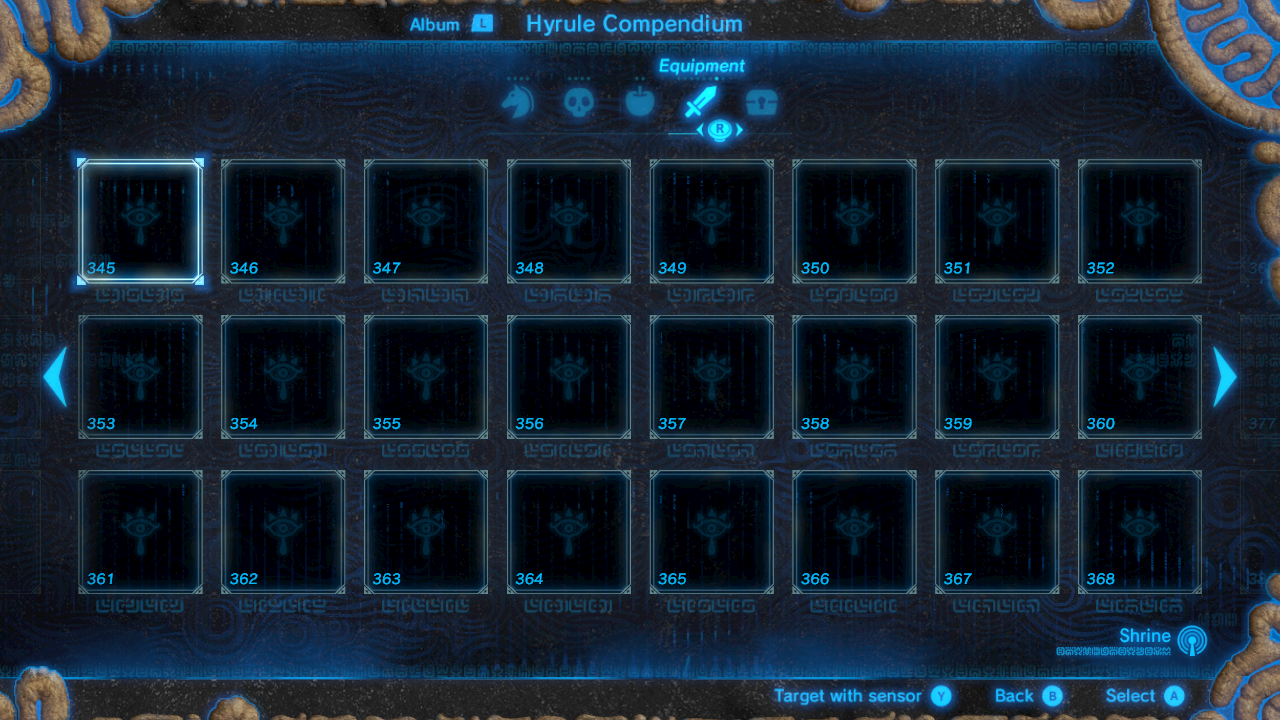 Album L Hyrule Compendium
Equipment
R
345 346 347 348 349 350 351 352
353 354 355 356 357 358 359 360
361 362 363 364 365 366 367 368
377
Shrine
Target with sensor Y Back B Select A